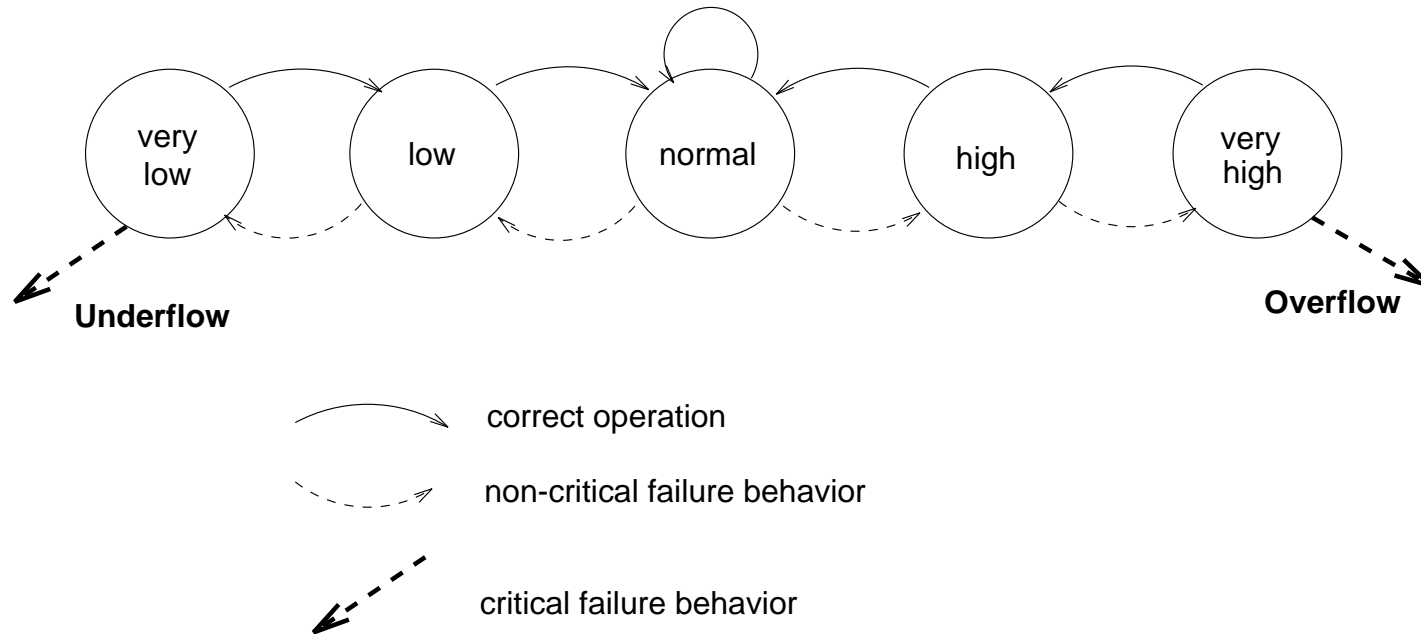 very
low
low
normal
high
very
high
Underflow
Overflow
correct operation
non-critical failure behavior
critical failure behavior